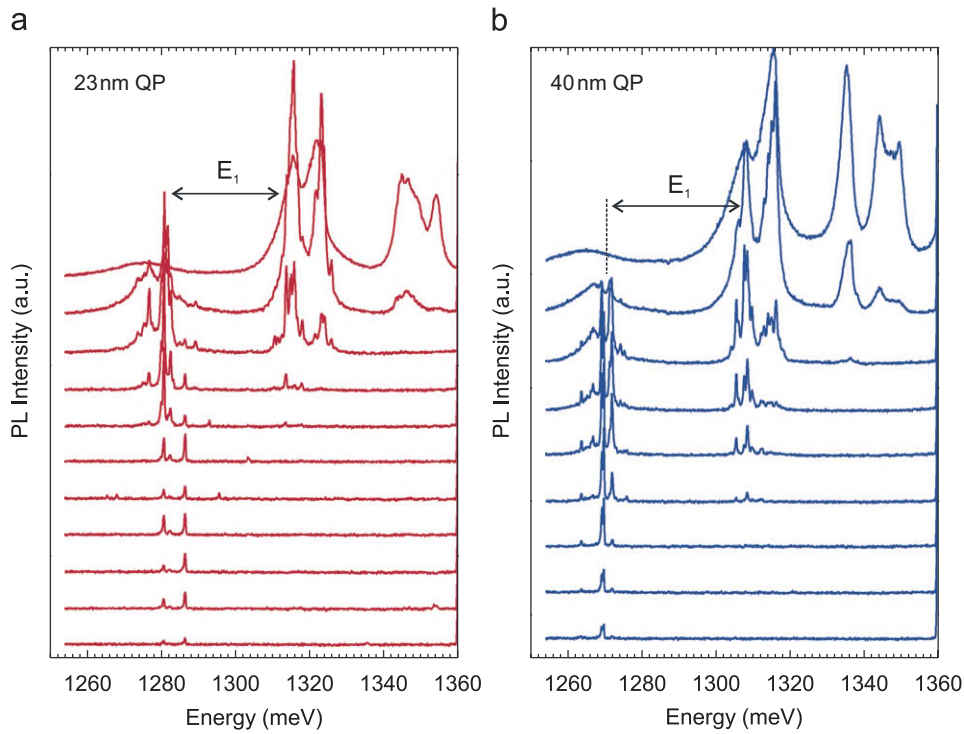 a
23nm QP
E1
PL Intensity (a.u.)
1260 1280 1300 1320 1340 1360
Energy (meV)
b
40nm QP
E1
PL Intensity (a.u.)
1260 1280 1300 1320 1340 1360
Energy (meV)